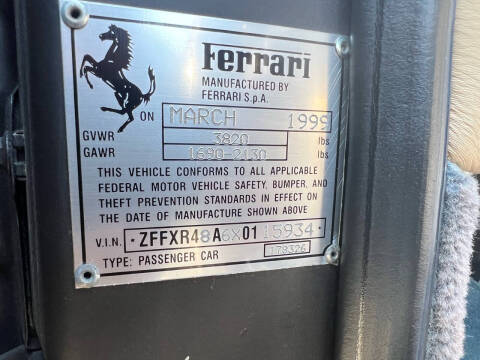 Ferrari
MANUFACTURED BY
FERRARI S.p.A.
ON MARCH 1999
GVWR 3820 lbs
GAWR 1690-2130 lbs
THIS VEHICLE CONFORMS TO ALL APPLICABLE
FEDERAL MOTOR VEHICLE SAFETY, BUMPER, AND
THEFT PREVENTION STANDARDS IN EFFECT ON
THE DATE OF MANUFACTURE SHOWN ABOVE
V.I.N. *ZFFXR48A6X0115934*
TYPE: PASSENGER CAR 179326